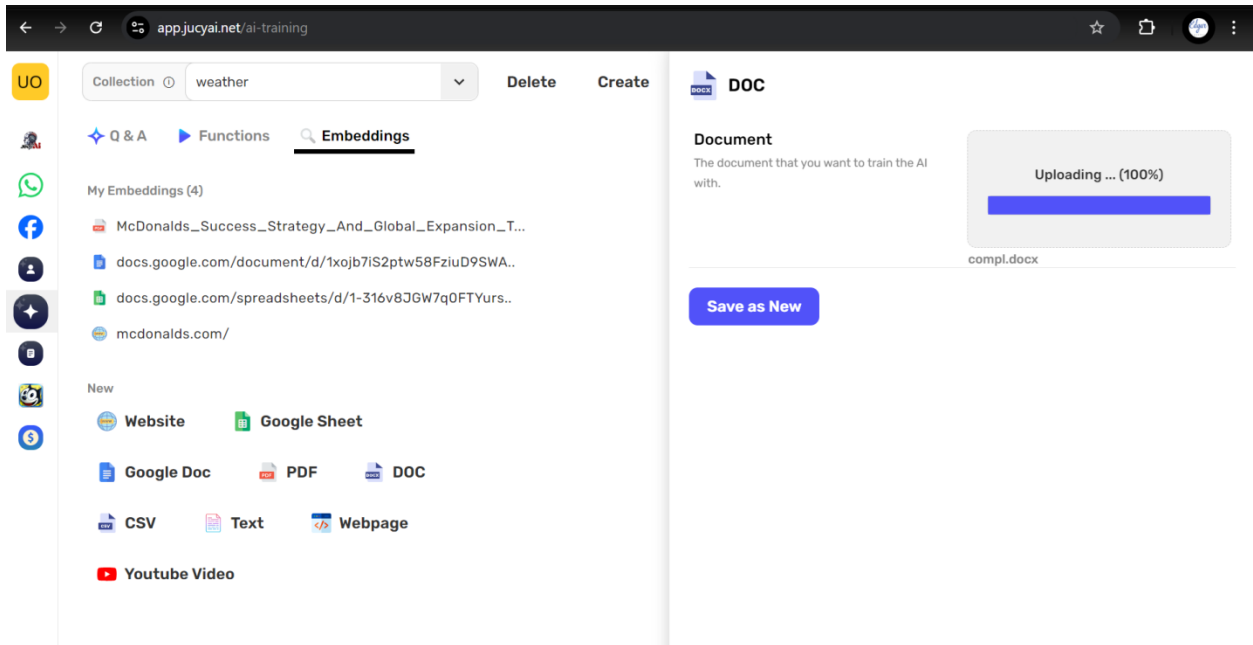 app.jucyai.net/ai-training
UO
Collection weather
Delete
Create
Q & A
Functions
Embeddings
My Embeddings (4)
McDonalds_Success_Strategy_And_Global_Expansion_T...
docs.google.com/document/d/1xojb7iS2ptw58FziuD9SWA..
docs.google.com/spreadsheets/d/1-316v8JGW7q0FTYurs..
mcdonalds.com/
New
Website
Google Sheet
Google Doc
PDF
DOC
CSV
Text
Webpage
Youtube Video
DOCX
DOC
Document
The document that you want to train the AI
with.
Uploading ... (100%)
compl.docx
Save as New